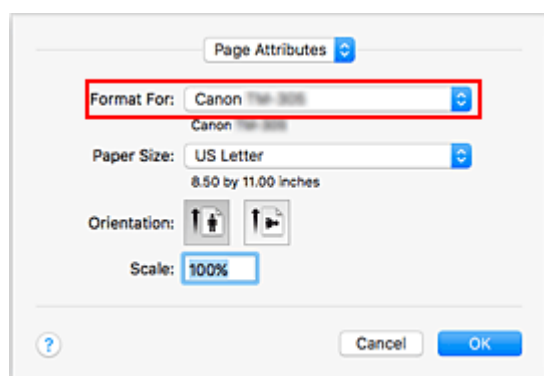 Page Attributes
Format For: Canon
Canon
Paper Size: US Letter
8.50 by 11.00 inches
Orientation:
Scale: 100%
? Cancel OK